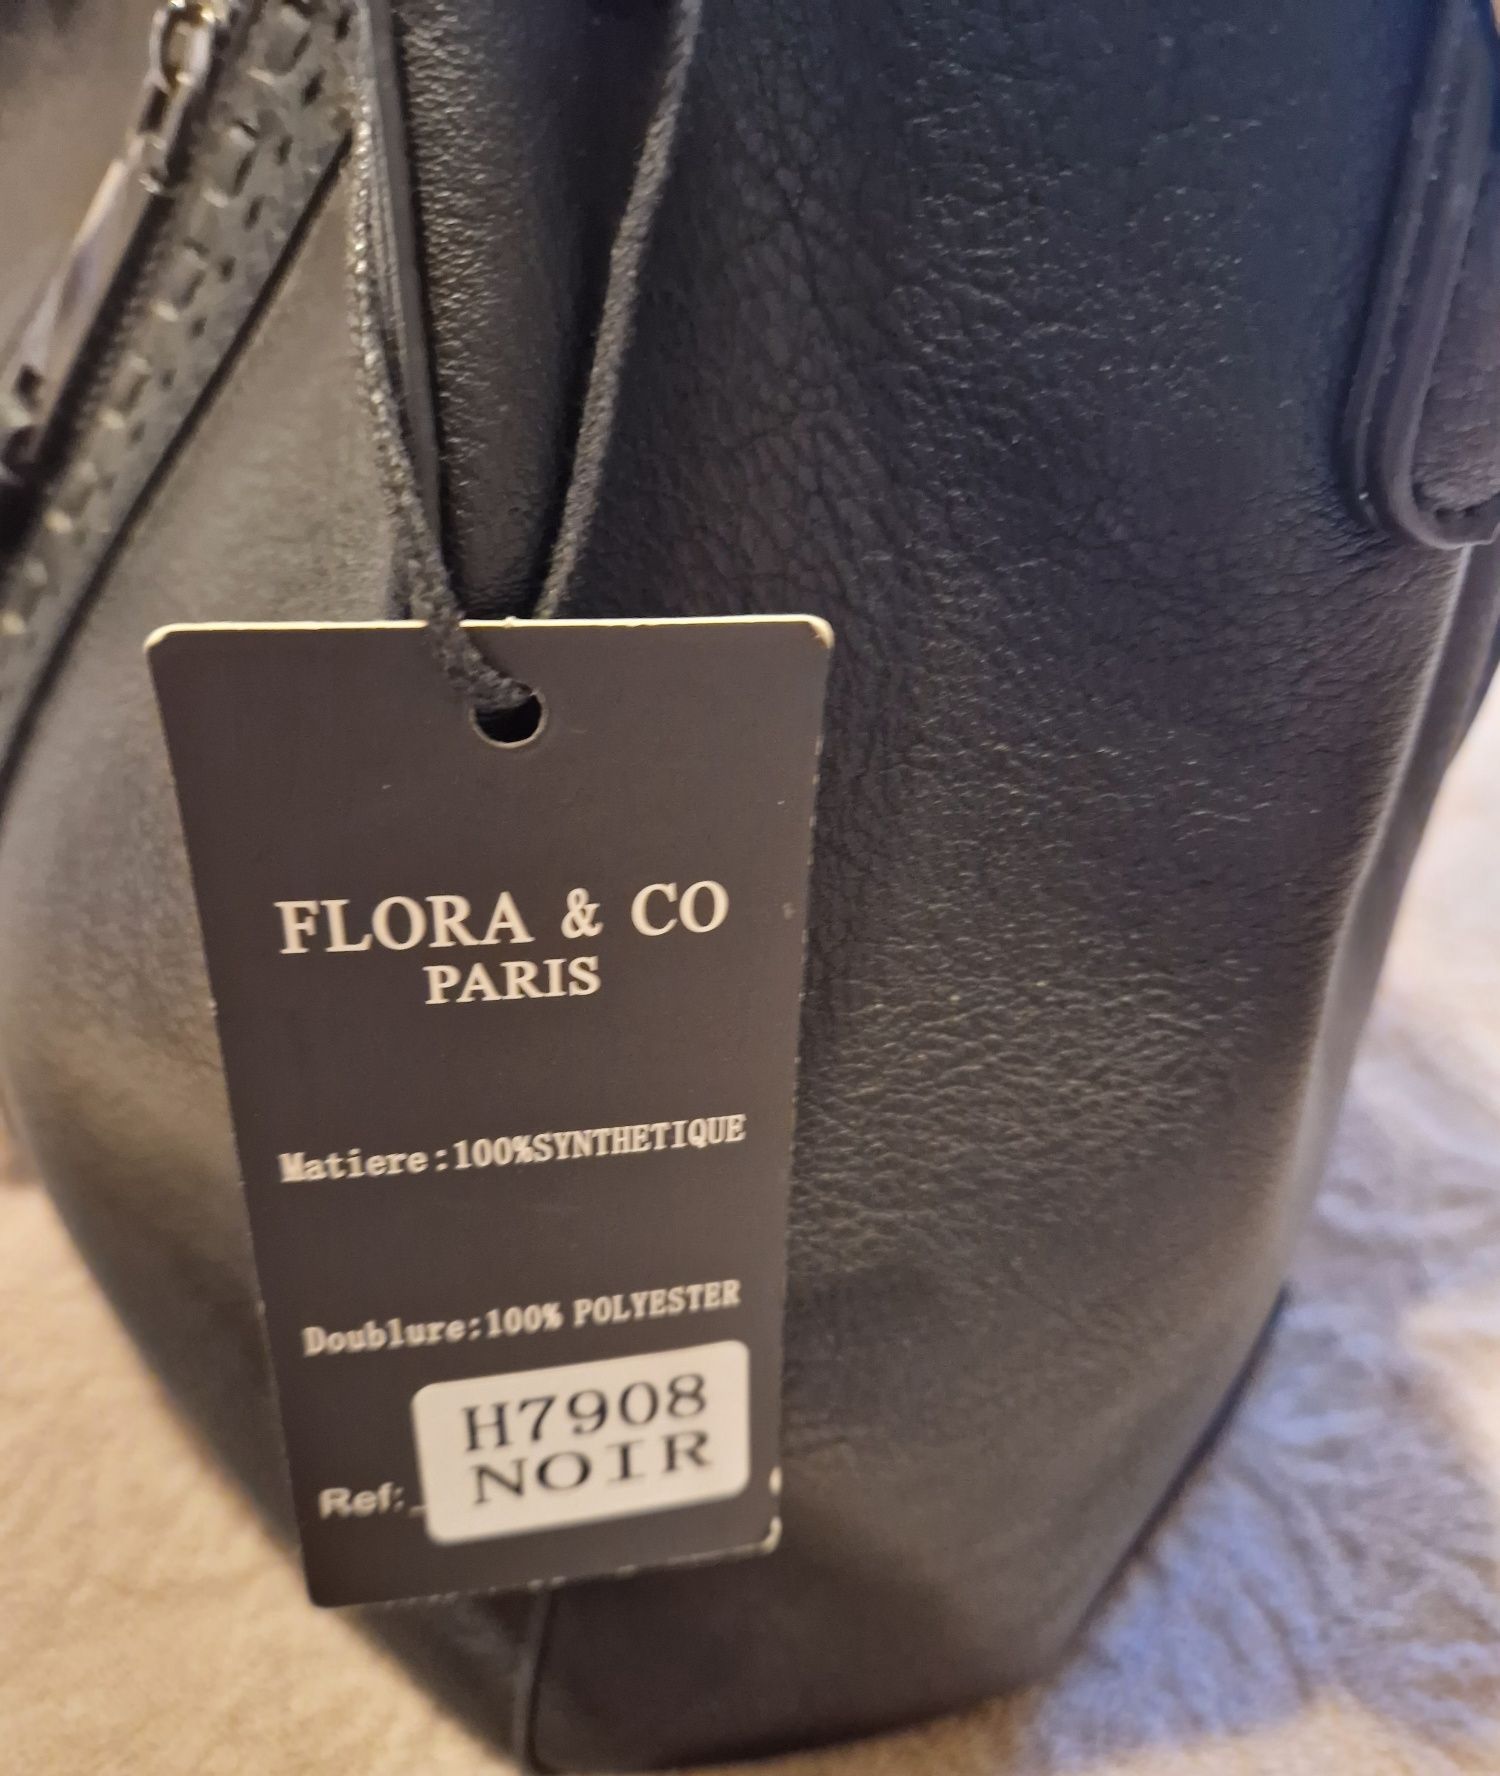 FLORA & CO
PARIS
Matiere:100%SYNTHETIQUE
Doublure:100% POLYESTER
H7908
NOIR
Ref: